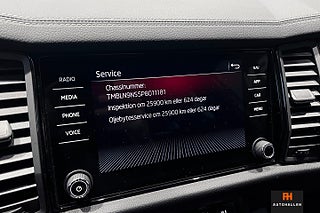 Service
Chassinummer:
TMBLN9NS5P8011181
Inspektion om 25900 km eller 624 dagar
Oljebytesservice om 25900 km eller 624 dagar
RADIO
MEDIA
PHONE
VOICE
NAV
APP
CAR
MENU
AUTOHALLEN